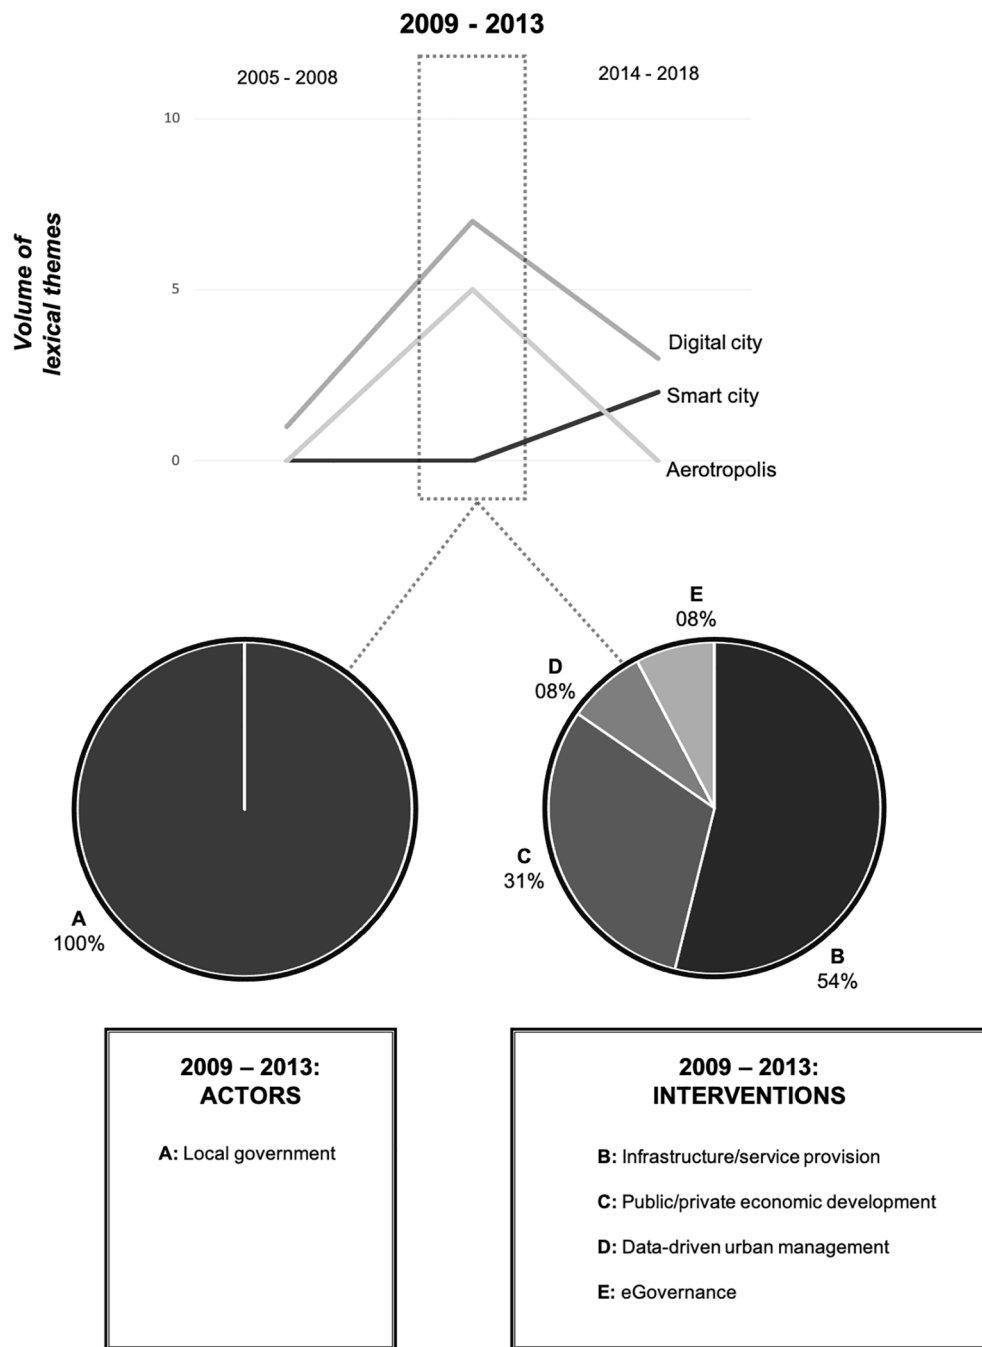 2009 - 2013
2005 - 2008
2014 - 2018
10
Volume of
lexical themes
5
Digital city
Smart city
0
Aerotropolis
E
08%
D
08%
C
31%
A
100%
B
54%
2009 – 2013:
ACTORS
A: Local government
2009 – 2013:
INTERVENTIONS
B: Infrastructure/service provision
C: Public/private economic development
D: Data-driven urban management
E: eGovernance